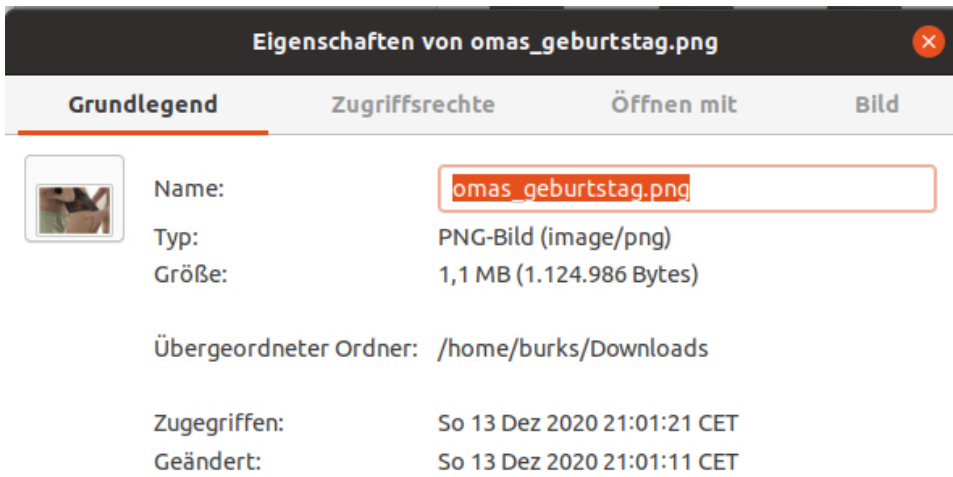 Eigenschaften von omas_geburtstag.png
Grundlegend Zugriffsrechte Öffnen mit Bild
Name: omas_geburtstag.png
Typ: PNG-Bild (image/png)
Größe: 1,1 MB (1.124.986 Bytes)
Übergeordneter Ordner: /home/burks/Downloads
Zugegriffen: So 13 Dez 2020 21:01:21 CET
Geändert: So 13 Dez 2020 21:01:11 CET